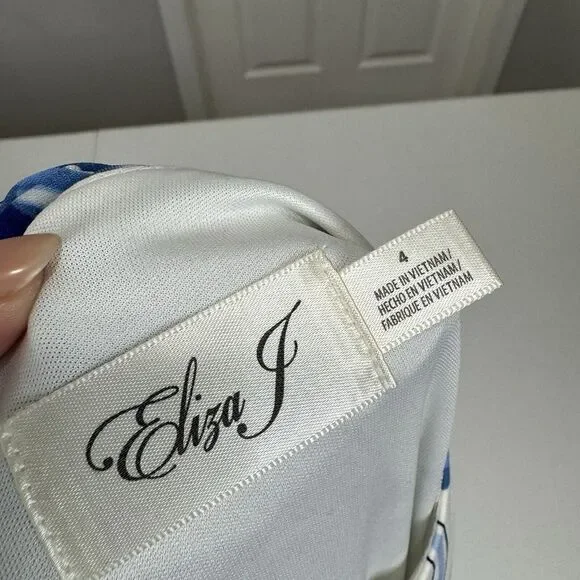 Eliza J
4
MADE IN VIETNAM/
HECHO EN VIETNAM/
FABRIQUE EN VIETNAM